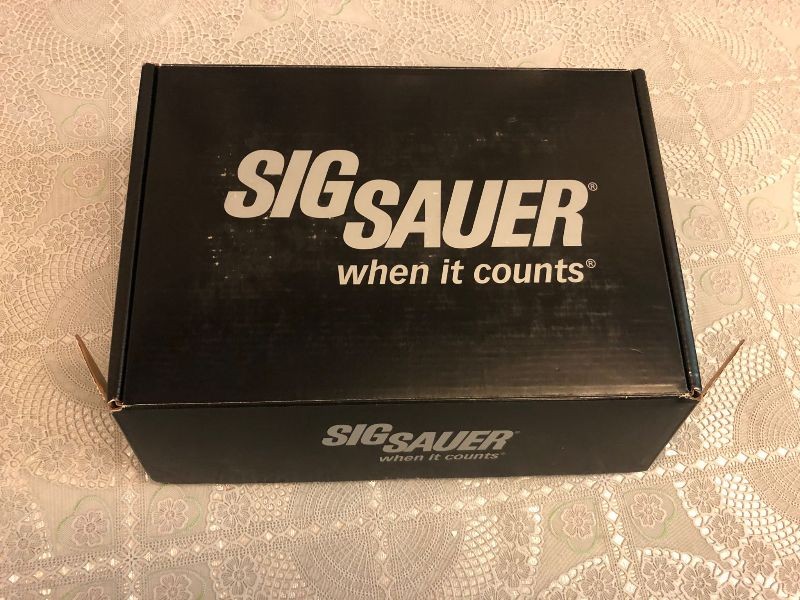 SIG
SAUER®
when it counts®
SIG SAUER®
when it counts®